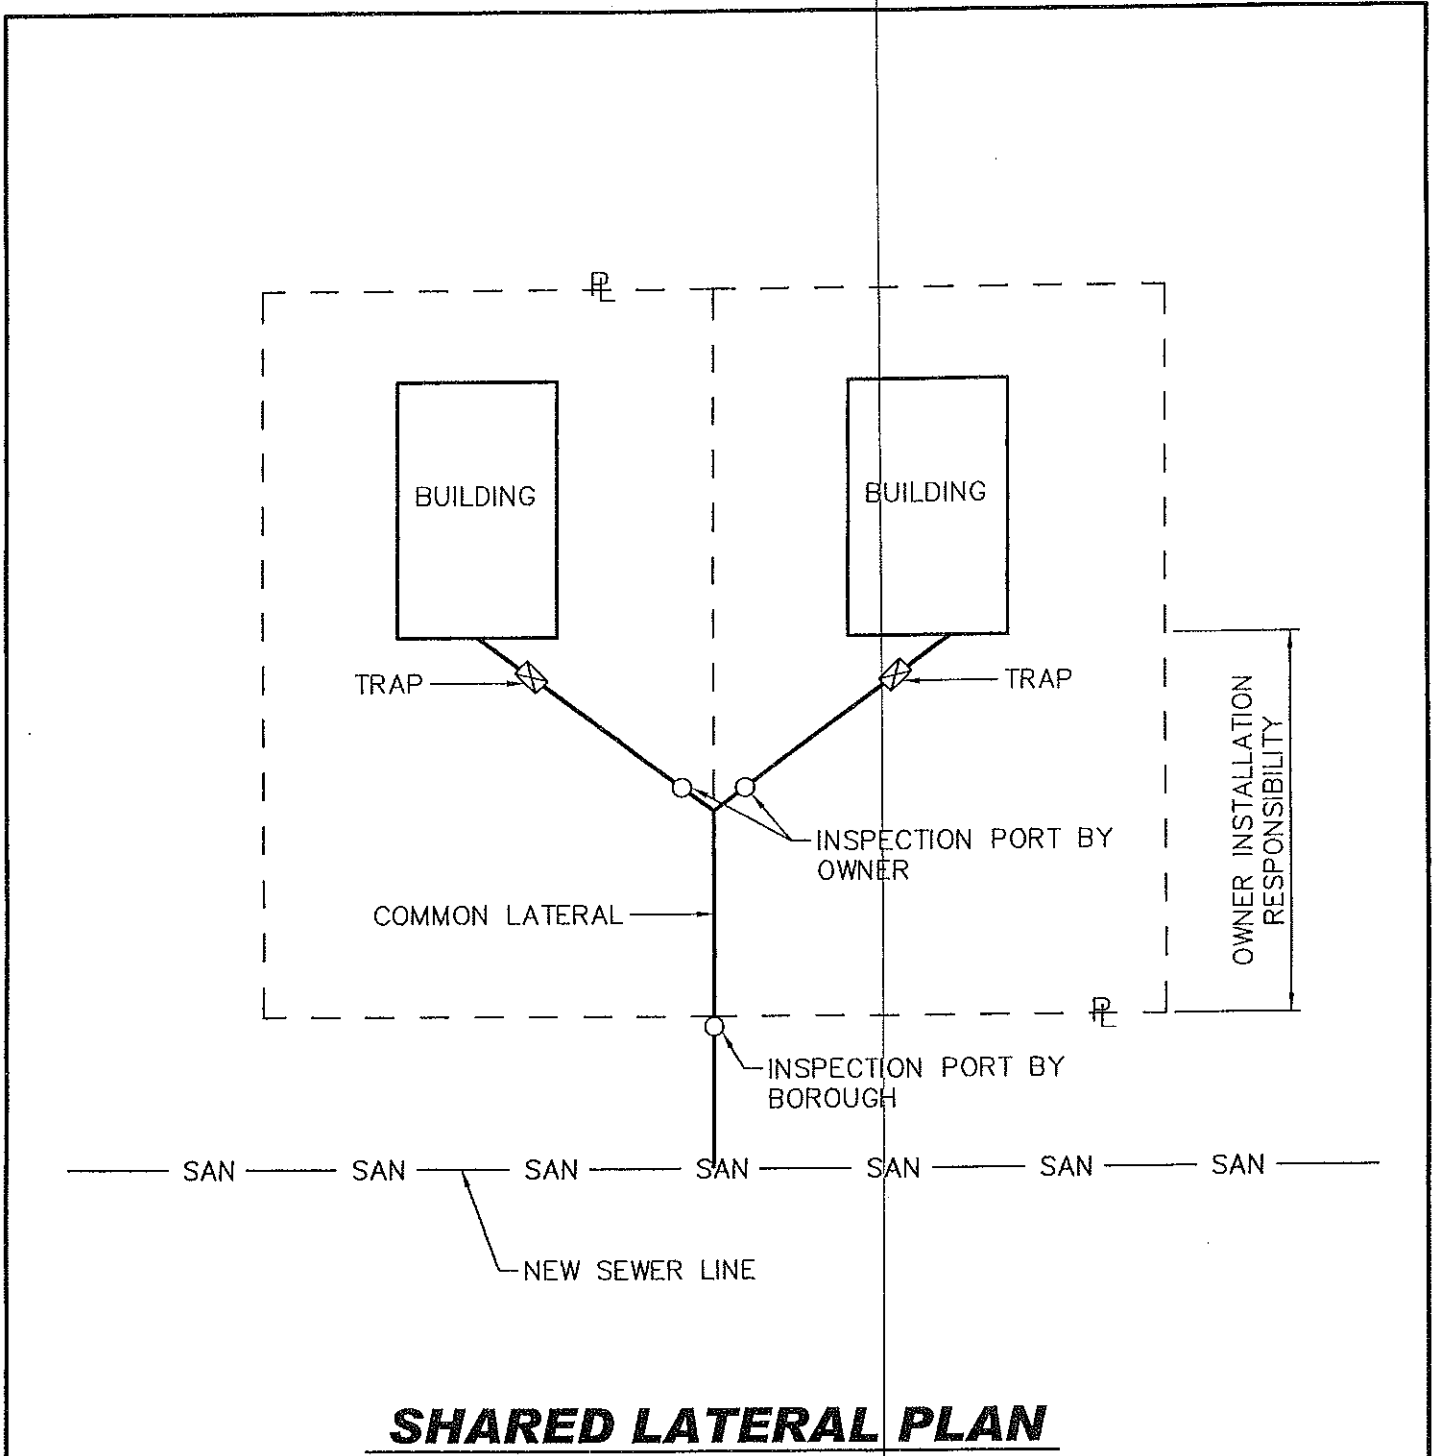 PL
BUILDING
BUILDING
TRAP
TRAP
OWNER INSTALLATION
RESPONSIBILITY
INSPECTION PORT BY
OWNER
COMMON LATERAL
PL
INSPECTION PORT BY
BOROUGH
SAN SAN SAN SAN SAN SAN SAN
NEW SEWER LINE
SHARED LATERAL PLAN